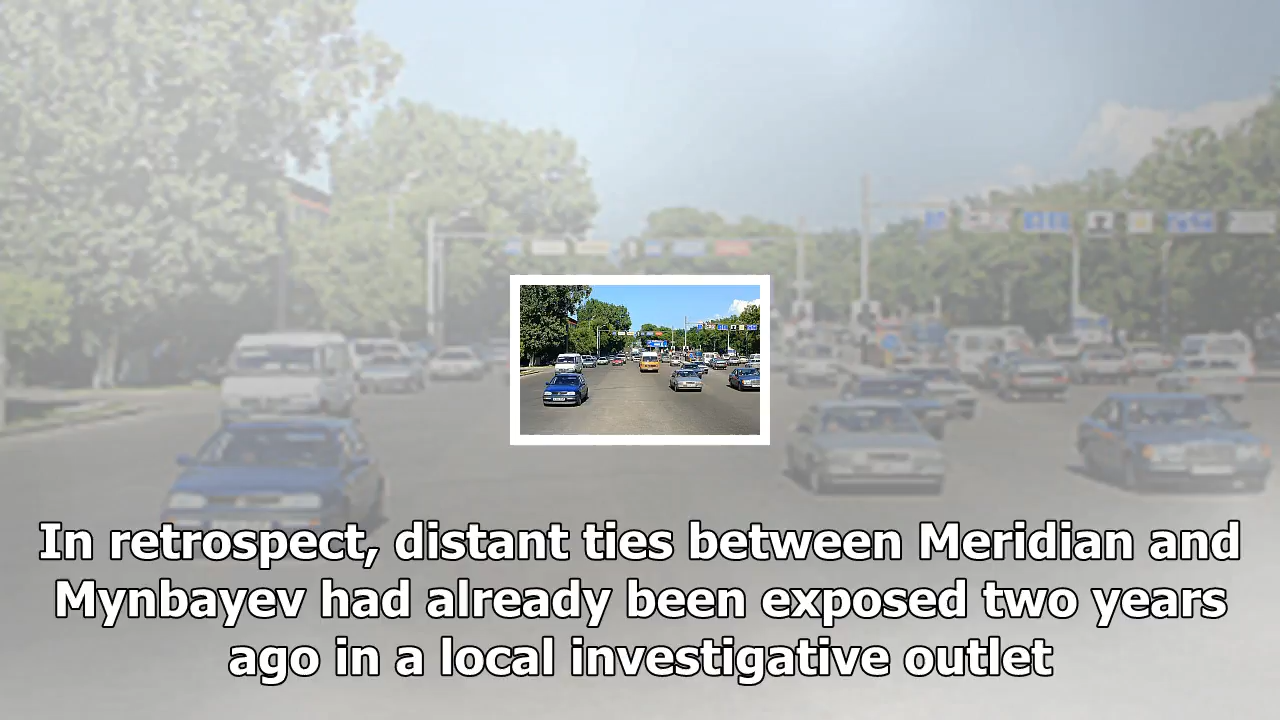 In retrospect, distant ties between Meridian and
Mynbayev had already been exposed two years
ago in a local investigative outlet